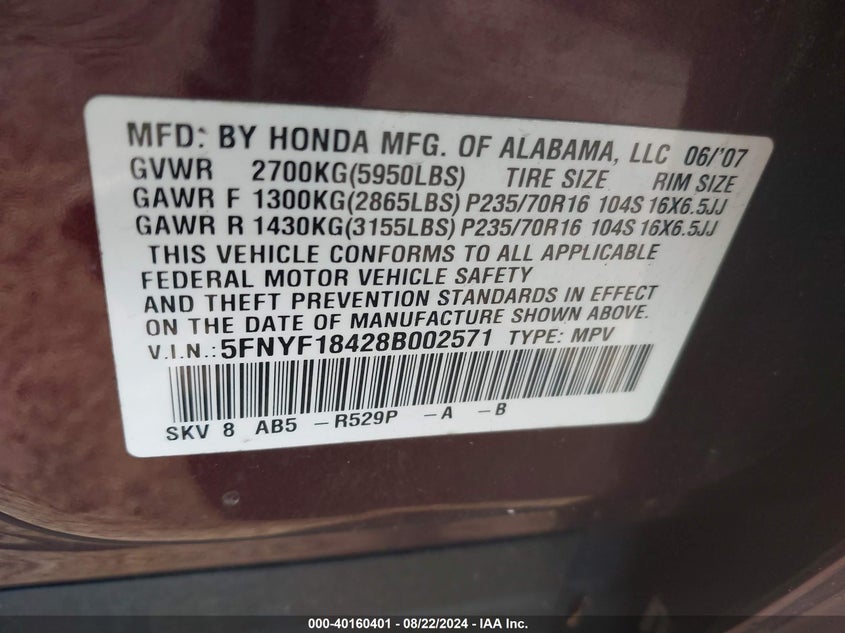 MFD: BY HONDA MFG. OF ALABAMA, LLC 06/'07
GVWR 2700KG(5950LBS) TIRE SIZE RIM SIZE
GAWR F 1300KG(2865LBS) P235/70R16 104S 16X6.5JJ
GAWR R 1430KG(3155LBS) P235/70R16 104S 16X6.5JJ
THIS VEHICLE CONFORMS TO ALL APPLICABLE
FEDERAL MOTOR VEHICLE SAFETY
AND THEFT PREVENTION STANDARDS IN EFFECT
ON THE DATE OF MANUFACTURE SHOWN ABOVE.
V.I.N.: 5FNYF18428B002571 TYPE: MPV
SKV 8 AB5 -R529P -A -B
000-40160401 - 08/22/2024 - IAA Inc.